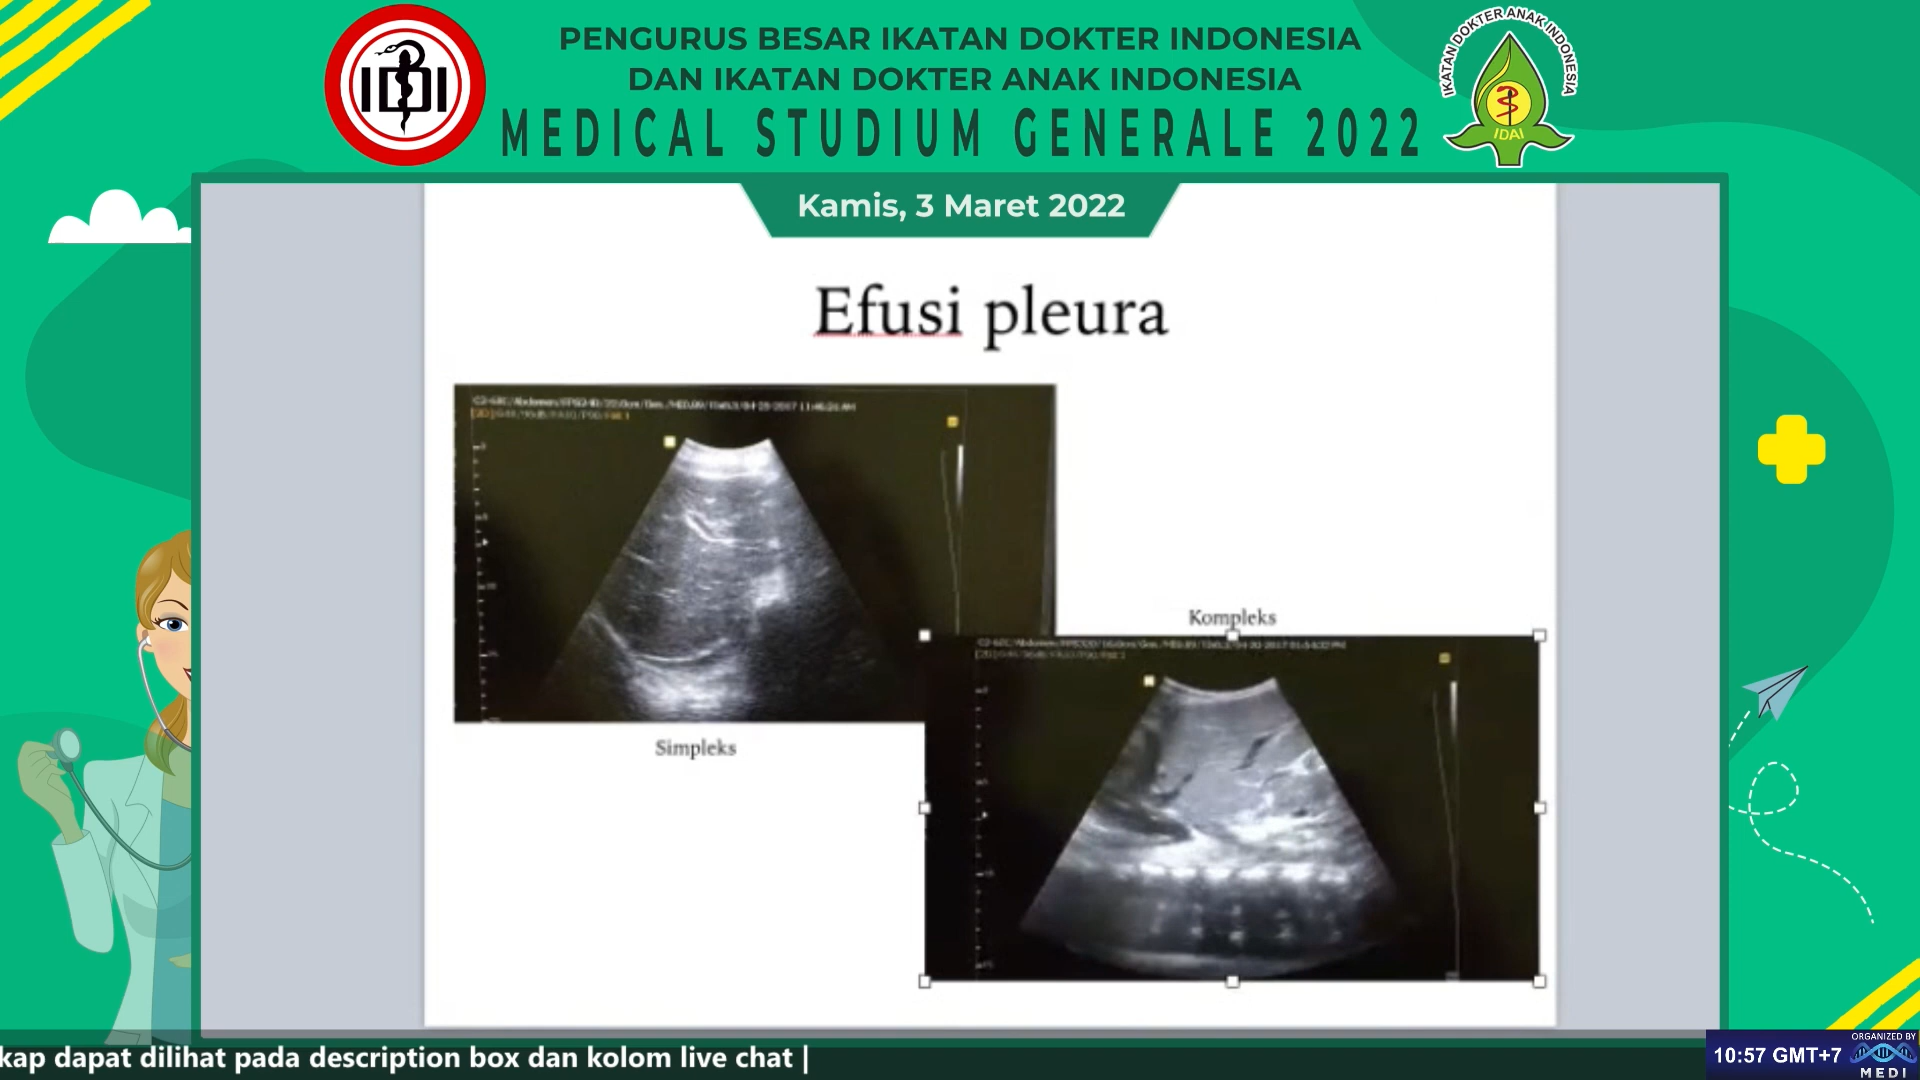 PENGURUS BESAR IKATAN DOKTER INDONESIA
DAN IKATAN DOKTER ANAK INDONESIA
MEDICAL STUDIUM GENERALE 2022
IDI
IKATAN DOKTER ANAK INDONESIA
IDAI
Kamis, 3 Maret 2022
Efusi pleura
Kompleks
Simpleks
kap dapat dilihat pada description box dan kolom live chat |
10:57 GMT+7
ORGANIZED BY
MEDI